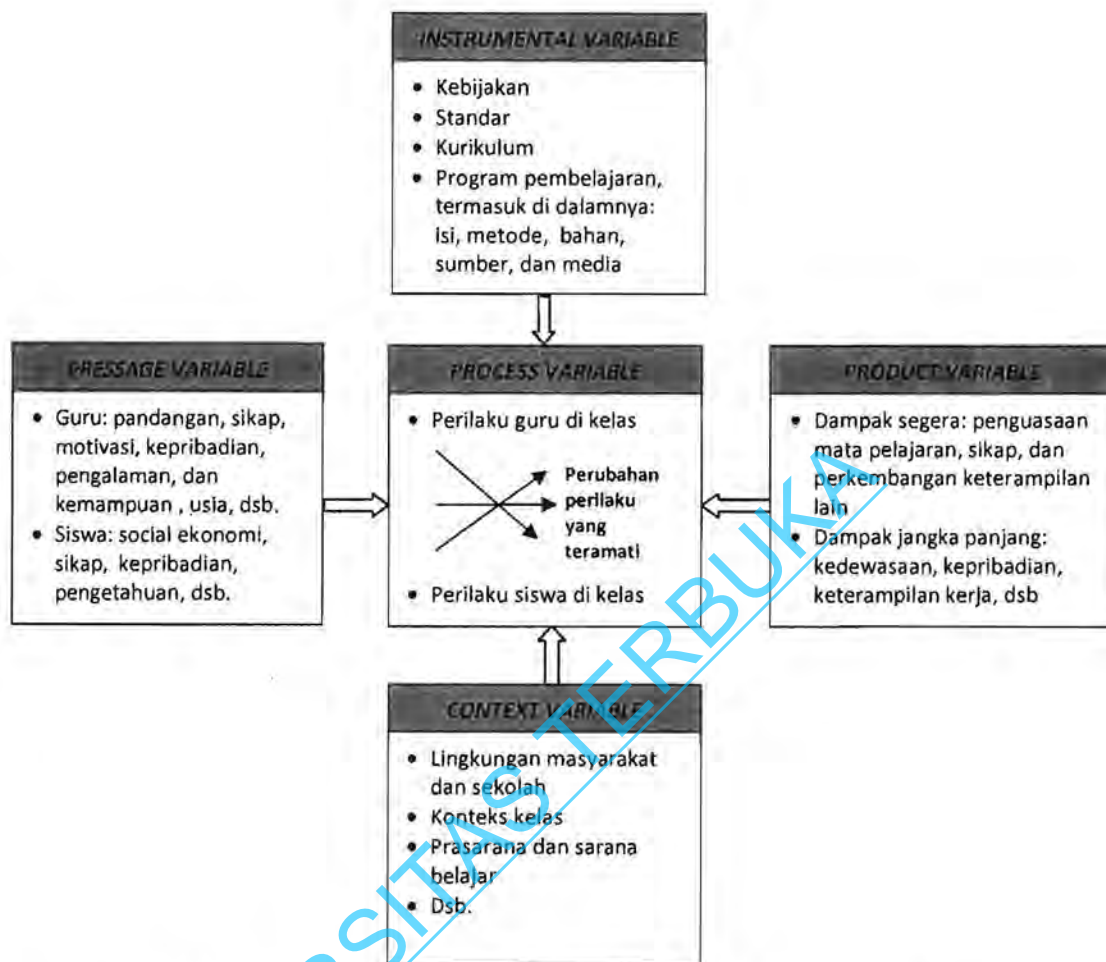 INSTRUMENTAL VARIABLE
• Kebijakan
• Standar
• Kurikulum
• Program pembelajaran,
termasuk di dalamnya:
isi, metode, bahan,
sumber, dan media
PRESSAGE VARIABLE
• Guru: pandangan, sikap,
motivasi, kepribadian,
pengalaman, dan
kemampuan , usia, dsb.
• Siswa: social ekonomi,
sikap, kepribadian,
pengetahuan, dsb.
PROCESS VARIABLE
• Perilaku guru di kelas
Perubahan
perilaku
yang
teramati
• Perilaku siswa di kelas
PRODUCT VARIABLE
• Dampak segera: penguasaan
mata pelajaran, sikap, dan
perkembangan keterampilan
lain
• Dampak jangka panjang:
kedewasaan, kepribadian,
keterampilan kerja, dsb
CONTEXT VARIABLE
• Lingkungan masyarakat
dan sekolah
• Konteks kelas
• Prasarana dan sarana
belajar
• Dsb.
RSITAS TERBUKA